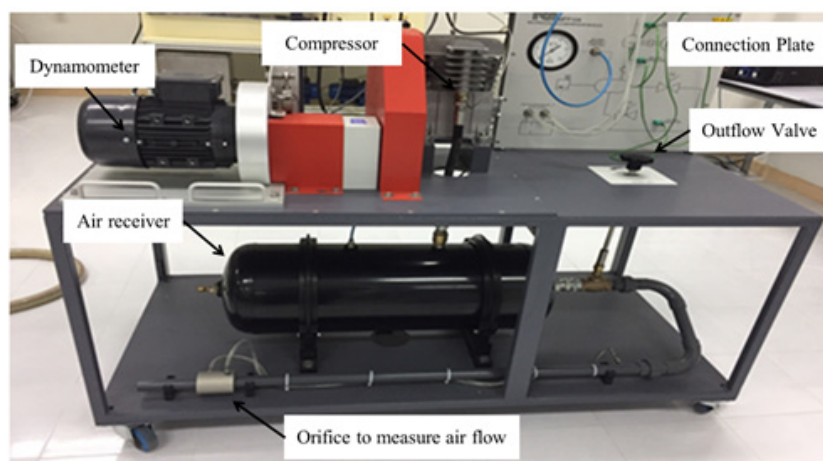 Compressor
Connection Plate
Dynamometer
Outflow Valve
Air receiver
Orifice to measure air flow